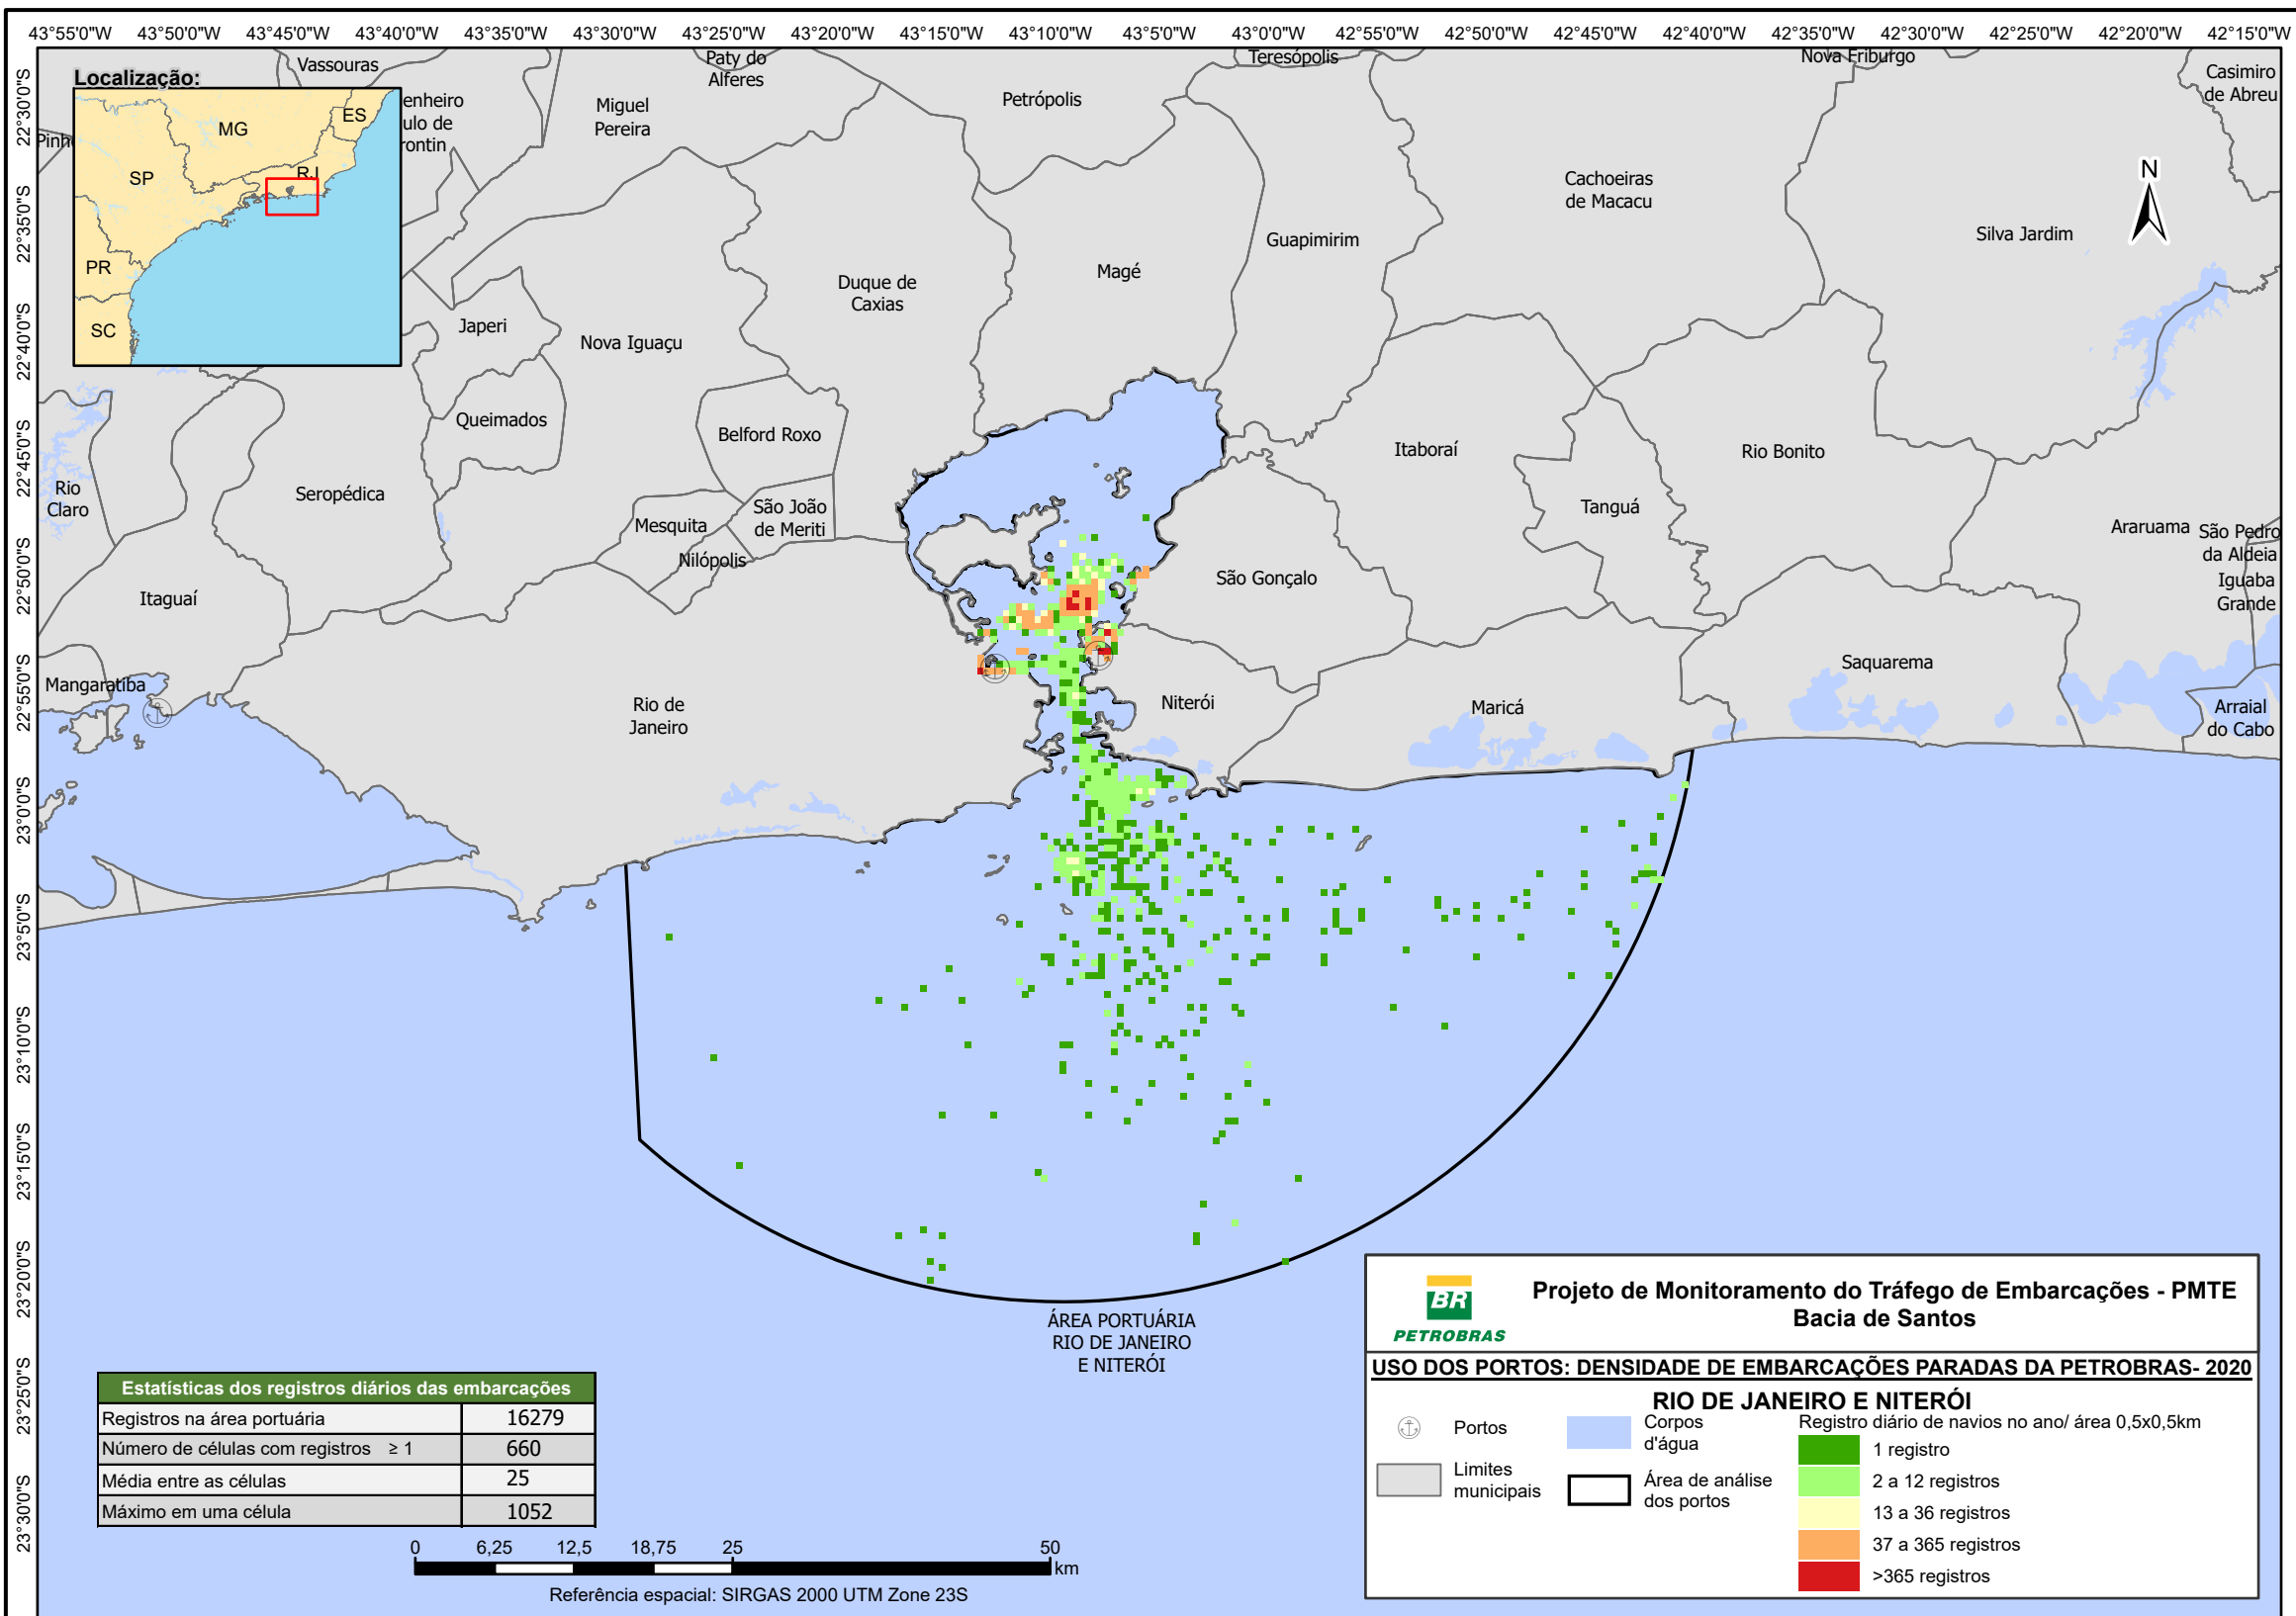 43°55'0"W 43°50'0"W 43°45'0"W 43°40'0"W 43°35'0"W 43°30'0"W 43°25'0"W 43°20'0"W 43°15'0"W 43°10'0"W 43°5'0"W 43°0'0"W 42°55'0"W 42°50'0"W 42°45'0"W 42°40'0"W 42°35'0"W 42°30'0"W 42°25'0"W 42°20'0"W 42°15'0"W
22°30'0"S
22°35'0"S
22°40'0"S
22°45'0"S
22°50'0"S
22°55'0"S
23°0'0"S
23°5'0"S
23°10'0"S
23°15'0"S
23°20'0"S
23°25'0"S
23°30'0"S
Localização:
MG
ES
SP
RJ
PR
SC
Vassouras
enheiro
ulo de
rontin
Pinh
Miguel
Pereira
Paty do
Alferes
Petrópolis
Teresópolis
Nova Friburgo
Casimiro
de Abreu
N
Cachoeiras
de Macacu
Silva Jardim
Guapimirim
Magé
Duque de
Caxias
Japeri
Nova Iguaçu
Queimados
Belford Roxo
Itaboraí
Rio Bonito
Rio
Claro
Seropédica
Mesquita
São João
de Meriti
Nilópolis
Tanguá
Araruama
São Pedro
da Aldeia
Iguaba
Grande
São Gonçalo
Itaguaí
Mangaratiba
Rio de
Janeiro
Niterói
Maricá
Saquarema
Arraial
do Cabo
ÁREA PORTUÁRIA
RIO DE JANEIRO
E NITERÓI
Estatísticas dos registros diários das embarcações
Registros na área portuária 16279
Número de células com registros ≥ 1 660
Média entre as células 25
Máximo em uma célula 1052
0 6,25 12,5 18,75 25 50
km
Referência espacial: SIRGAS 2000 UTM Zone 23S
BR
PETROBRAS
Projeto de Monitoramento do Tráfego de Embarcações - PMTE
Bacia de Santos
USO DOS PORTOS: DENSIDADE DE EMBARCAÇÕES PARADAS DA PETROBRAS- 2020
RIO DE JANEIRO E NITERÓI
Portos
Limites
municipais
Corpos
d'água
Área de análise
dos portos
Registro diário de navios no ano/ área 0,5x0,5km
1 registro
2 a 12 registros
13 a 36 registros
37 a 365 registros
>365 registros